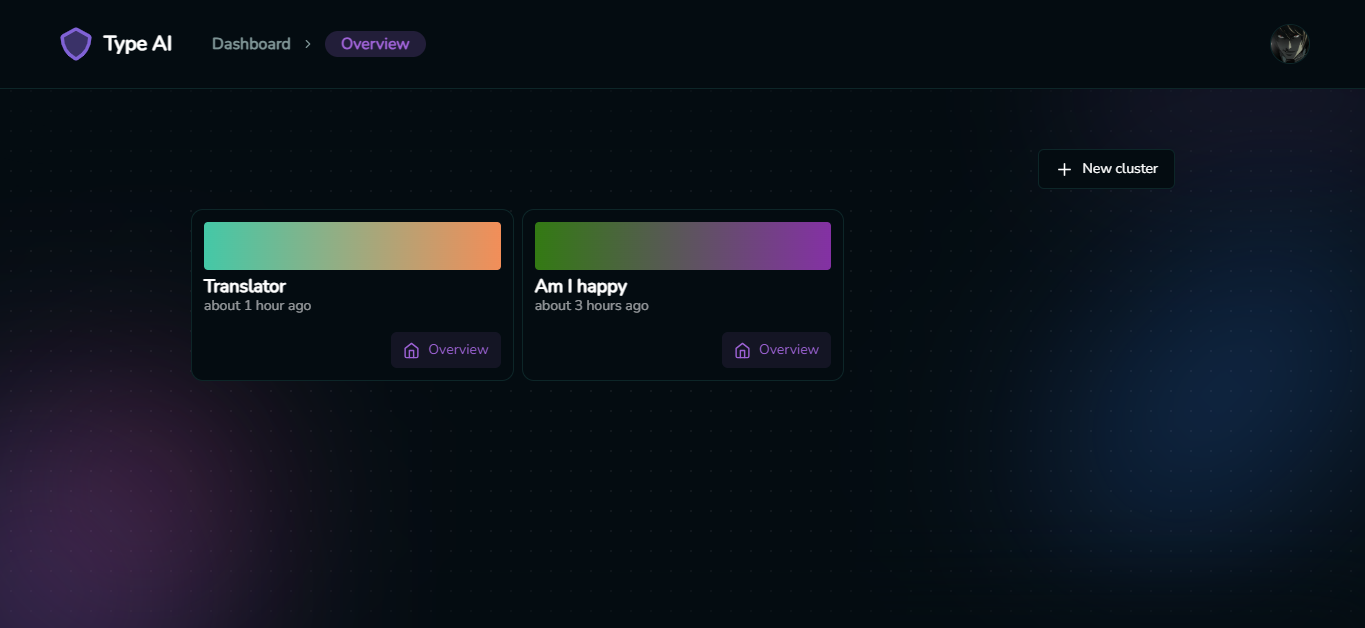 Type AI
Dashboard
Overview
New cluster
Translator
about 1 hour ago
Overview
Am I happy
about 3 hours ago
Overview